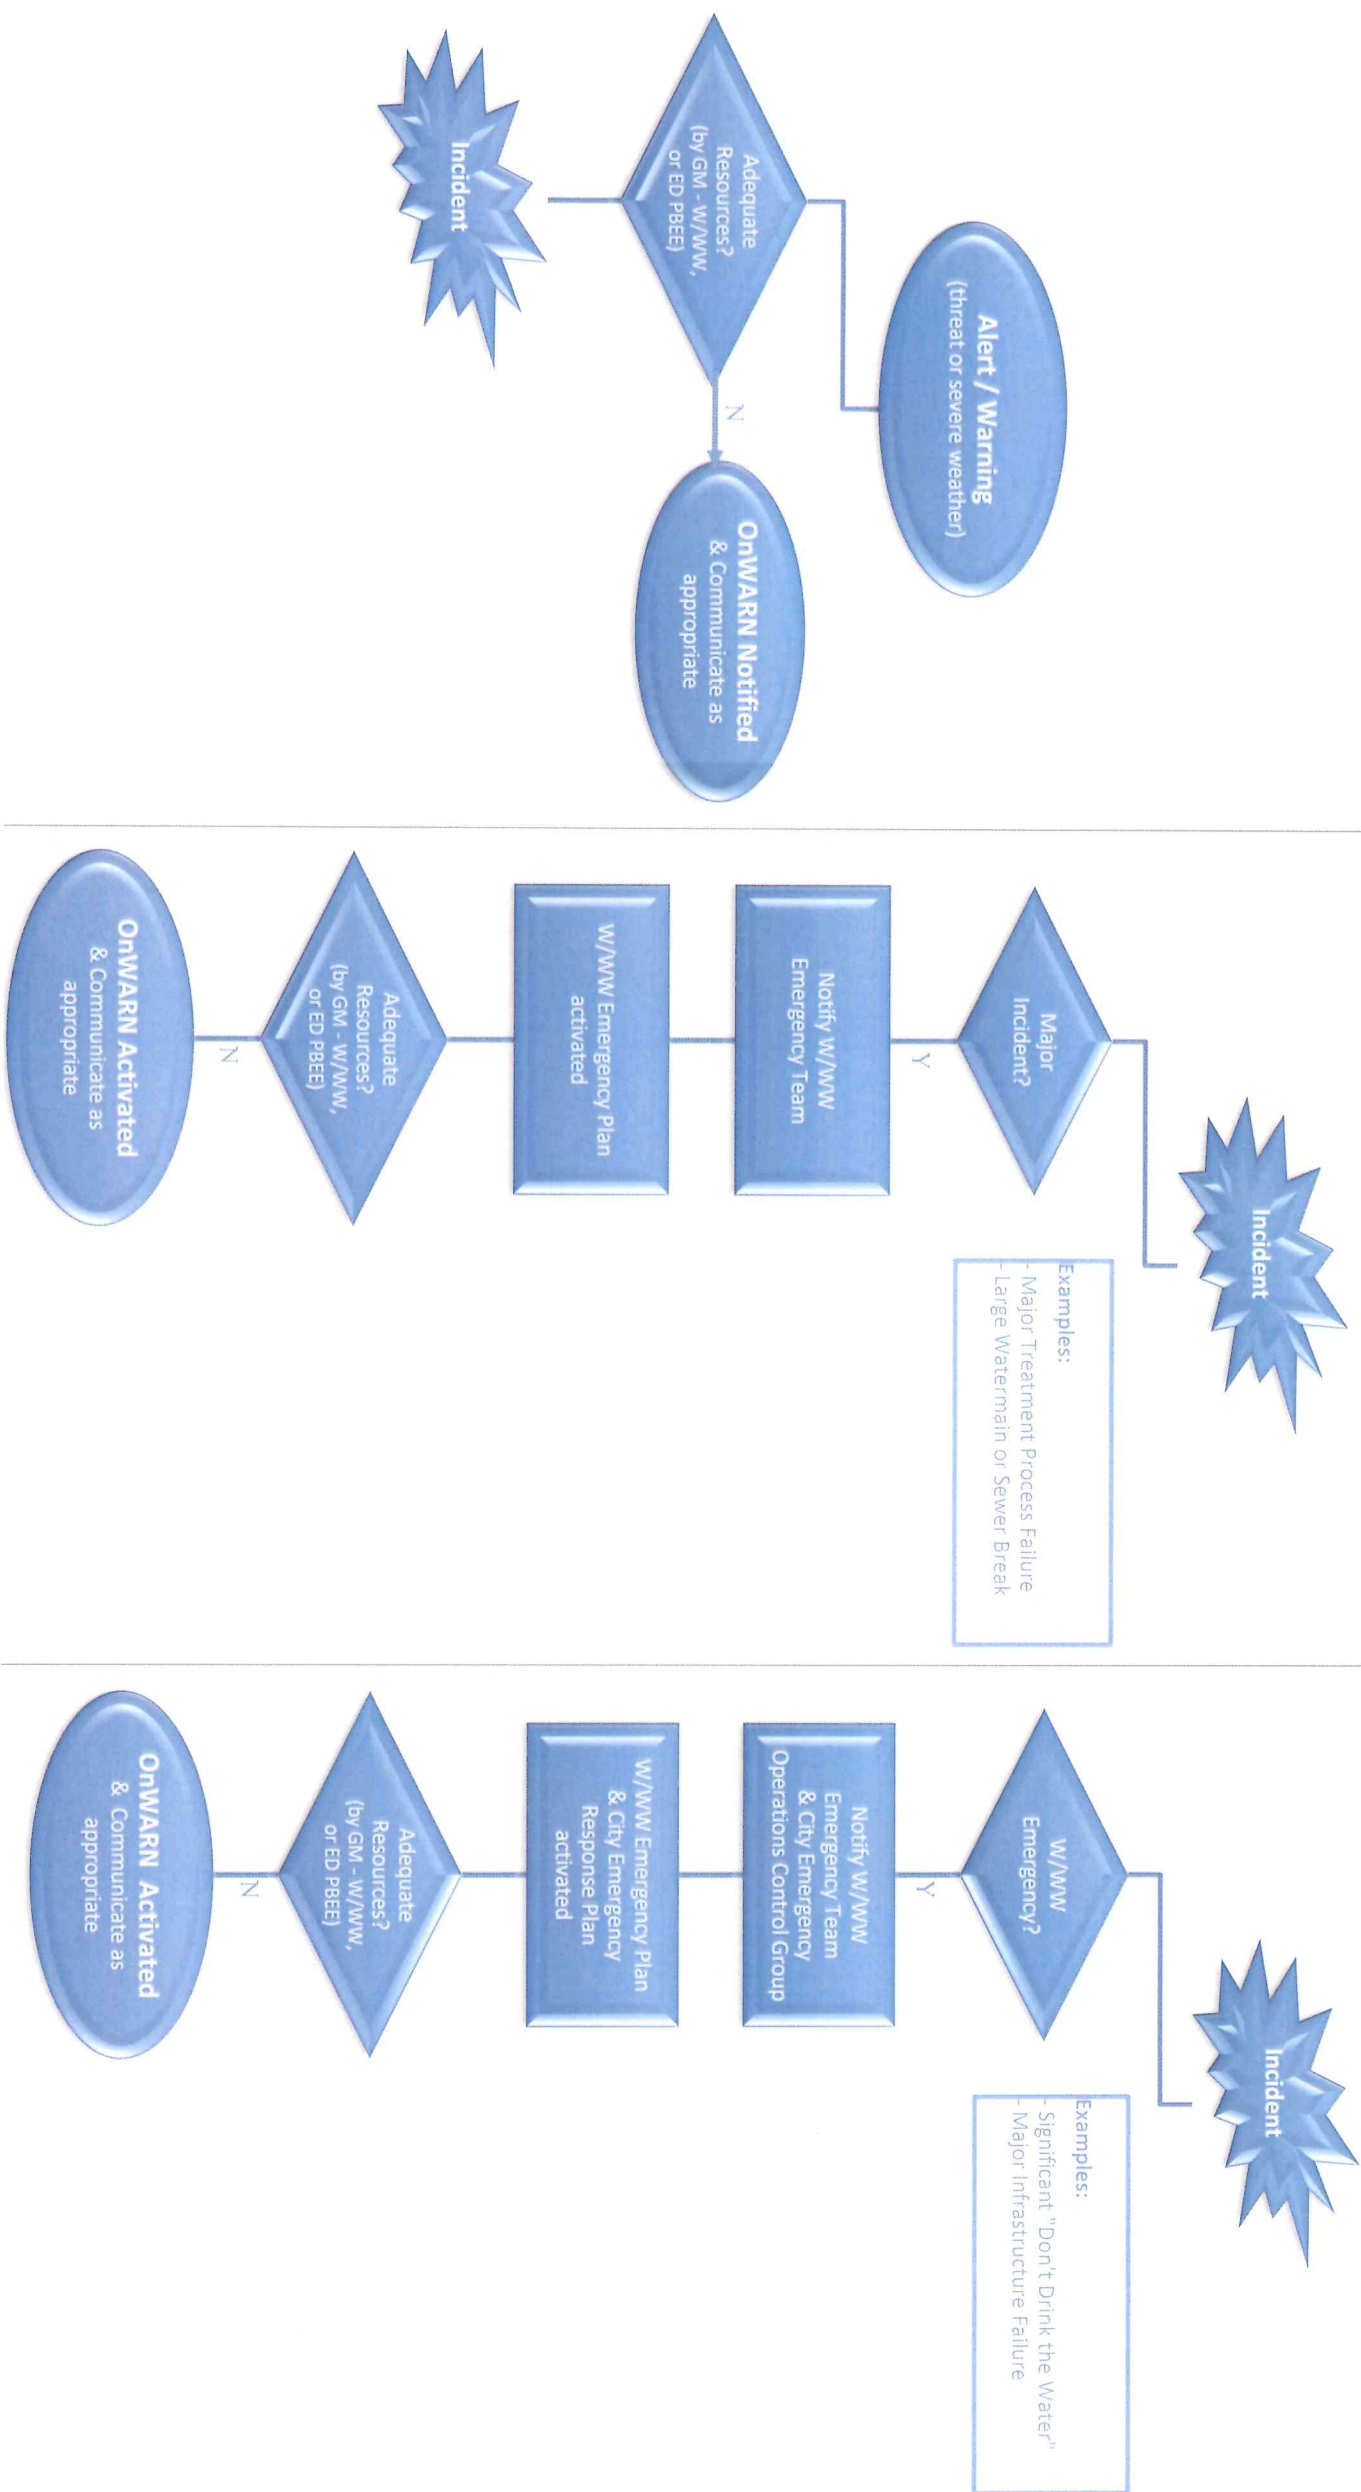 Alert / Warning
(threat or severe weather)
Adequate
Resources?
(by GM - W/WW,
or ED PBEE)
N
OnWARN Notified
& Communicate as
appropriate
Incident
Incident
Major
Incident?
Examples:
- Major Treatment Process Failure
- Large Watermain or Sewer Break
Y
Notify W/WW
Emergency Team
W/WW Emergency Plan
activated
Adequate
Resources?
(by GM - W/WW,
or ED PBEE)
N
OnWARN Activated
& Communicate as
appropriate
Incident
W/WW
Emergency?
Examples:
- Significant "Don't Drink the Water"
- Major Infrastructure Failure
Y
Notify W/WW
Emergency Team
& City Emergency
Operations Control Group
W/WW Emergency Plan
& City Emergency
Response Plan
activated
Adequate
Resources?
(by GM - W/WW,
or ED PBEE)
N
OnWARN Activated
& Communicate as
appropriate